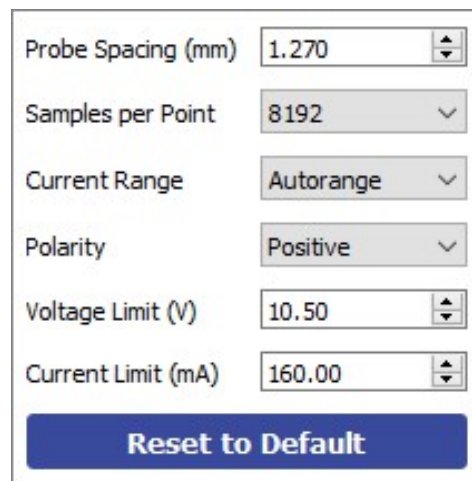 Probe Spacing (mm) 1.270
Samples per Point 8192
Current Range Autorange
Polarity Positive
Voltage Limit (V) 10.50
Current Limit (mA) 160.00
Reset to Default